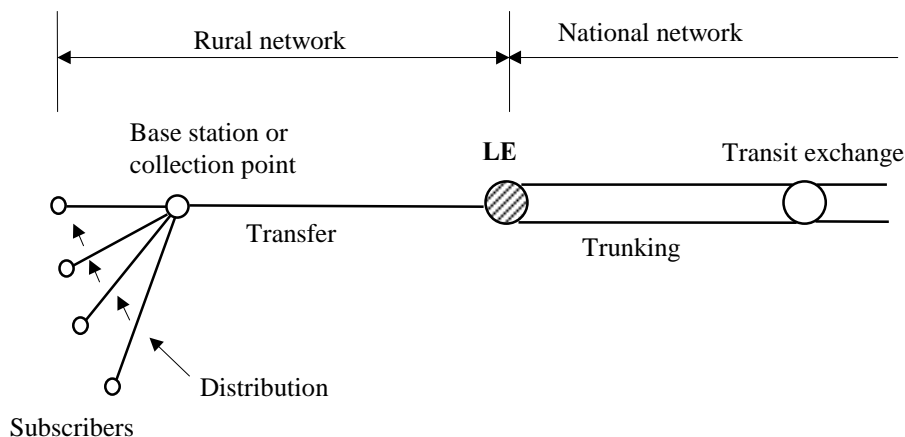 Rural network
National network
Base station or
collection point
LE
Transit exchange
Transfer
Trunking
Distribution
Subscribers